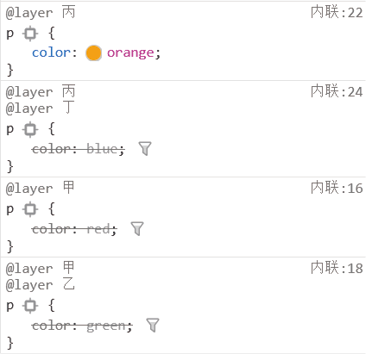 @layer 丙 内联:22
p {
color: orange;
}
@layer 丙 内联:24
@layer 丁
p {
color: blue;
}
@layer 甲 内联:16
p {
color: red;
}
@layer 甲 内联:18
@layer 乙
p {
color: green;
}